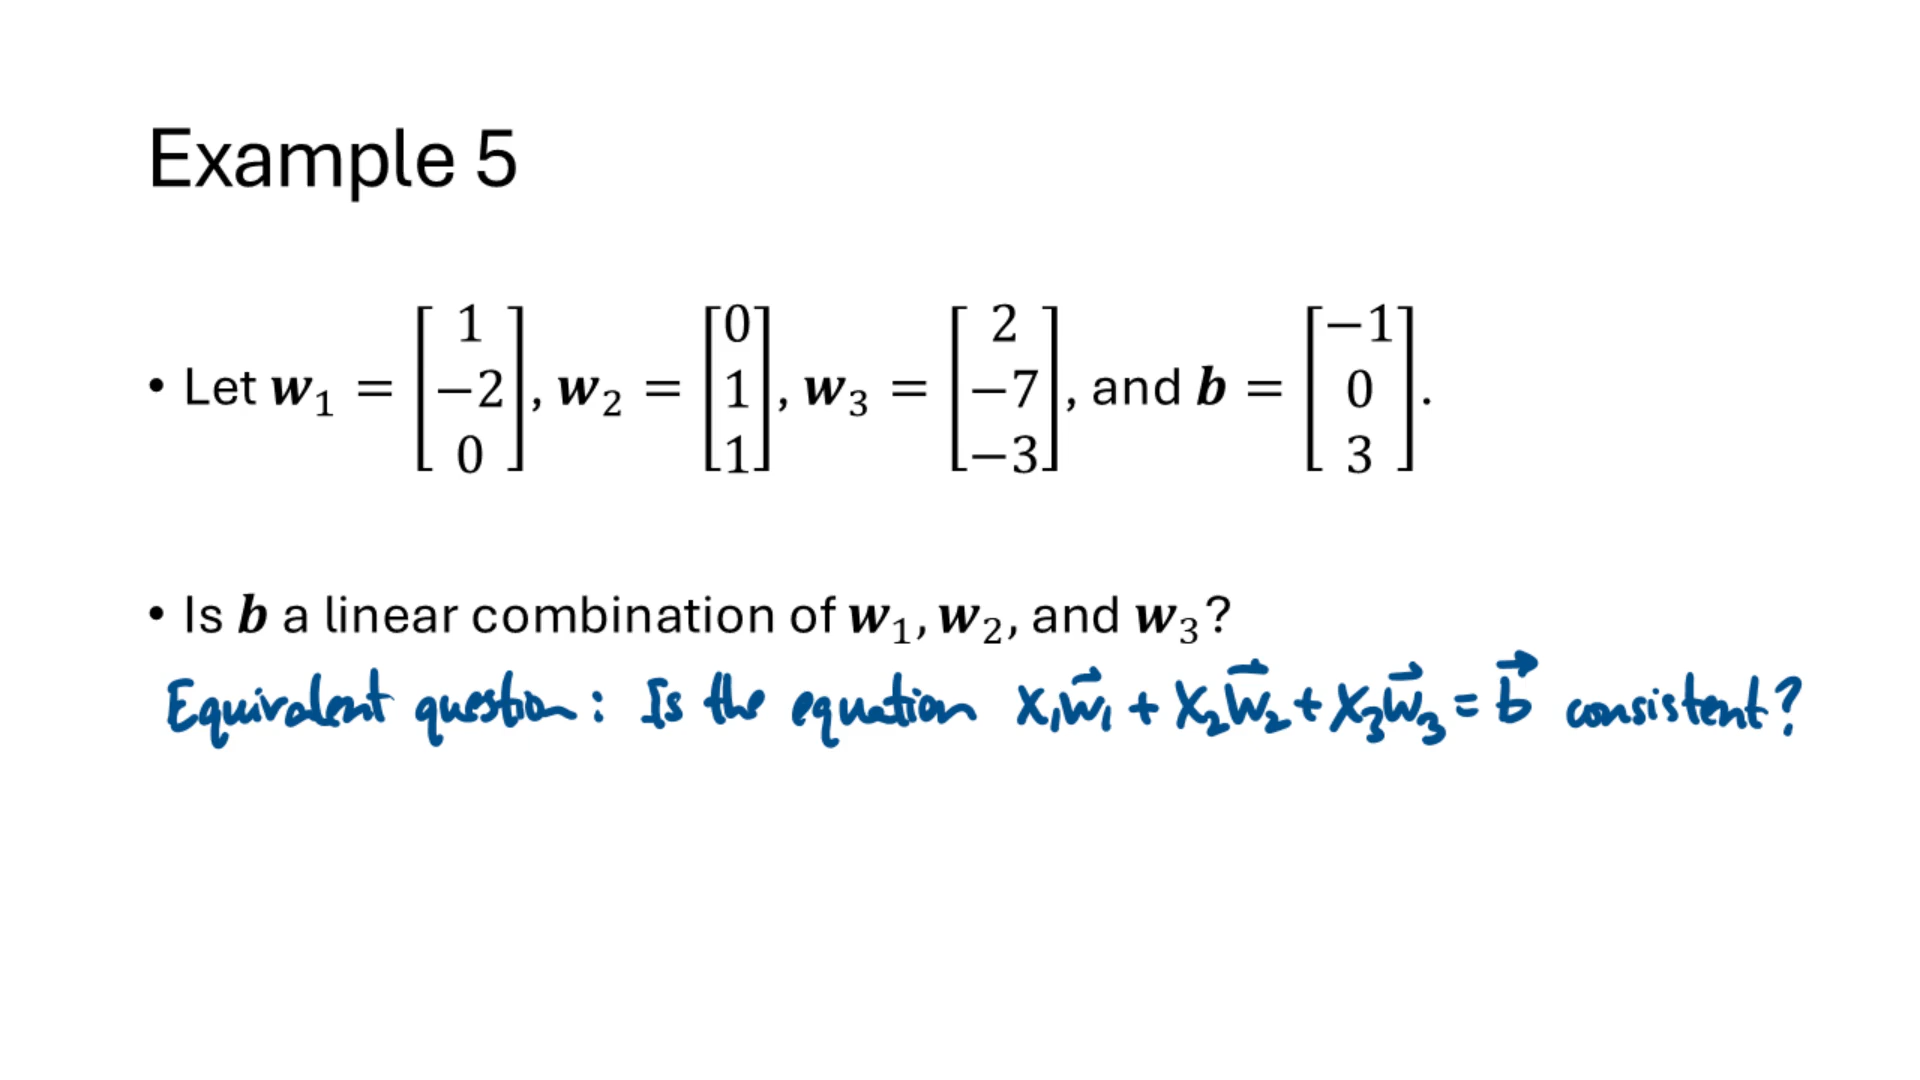 Example 5
• Let w₁ = [1 −2 0], w₂ = [0 1 1], w₃ = [2 −7 −3], and b = [−1 0 3].
• Is b a linear combination of w₁, w₂, and w₃?
Equivalent question: Is the equation x₁w⃗₁ + x₂w⃗₂ + x₃w⃗₃ = b⃗ consistent?